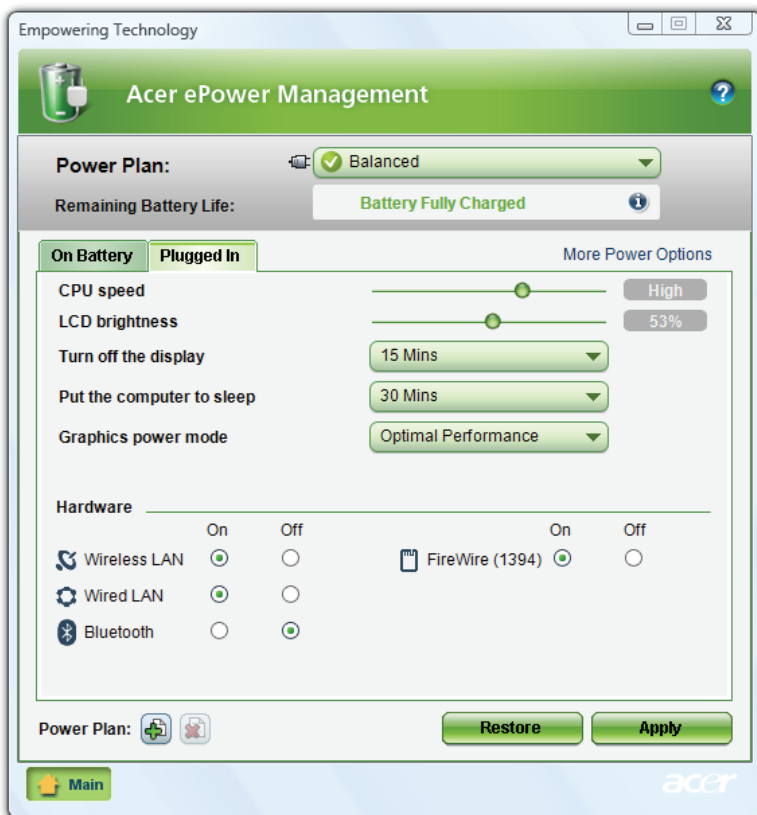 Empowering Technology
Acer ePower Management
Power Plan: Balanced
Remaining Battery Life: Battery Fully Charged
On Battery Plugged In More Power Options
CPU speed High
LCD brightness 53%
Turn off the display 15 Mins
Put the computer to sleep 30 Mins
Graphics power mode Optimal Performance
Hardware
On Off On Off
Wireless LAN FireWire (1394)
Wired LAN
Bluetooth
Power Plan: Restore Apply
Main acer